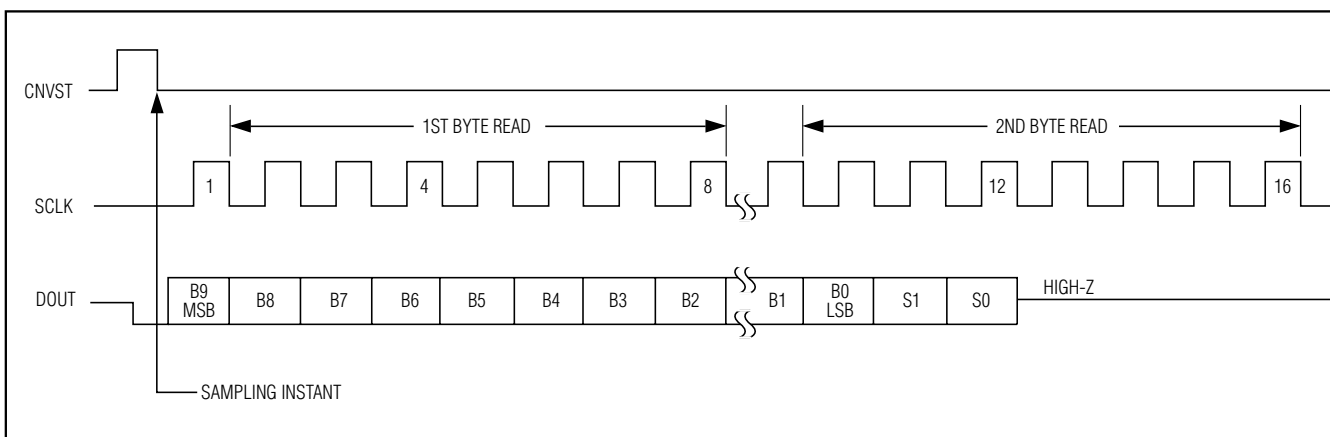 CNVST
1ST BYTE READ
2ND BYTE READ
1
4
8
12
16
SCLK
DOUT
B9
MSB
B8
B7
B6
B5
B4
B3
B2
B1
B0
LSB
S1
S0
HIGH-Z
SAMPLING INSTANT